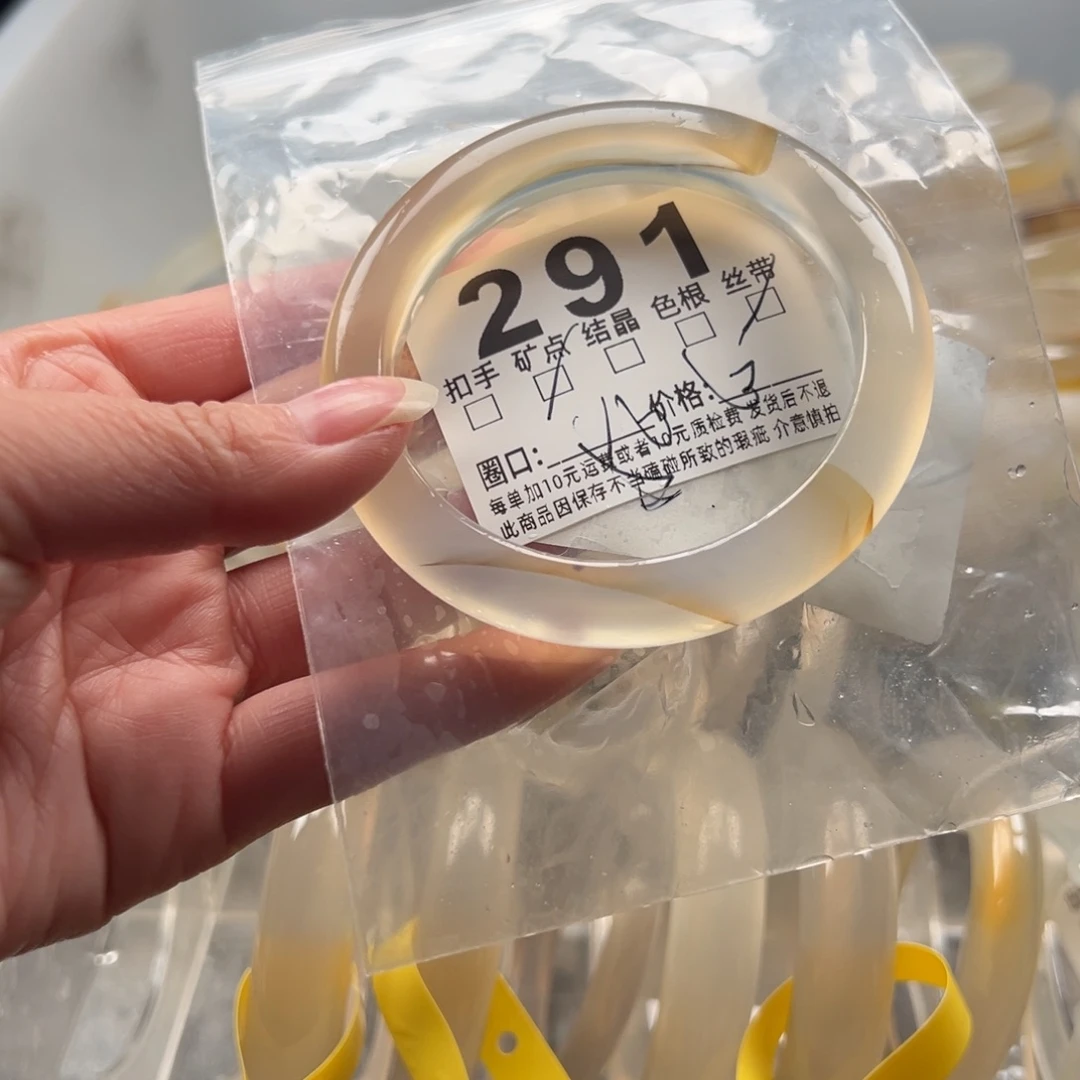 291
扣手 矿点 结晶 色根 丝带
圈口: 价格:
每单加10元运费或者10元质检费 发货后不退
此商品因保存不当磕碰所致的瑕疵 介意慎拍